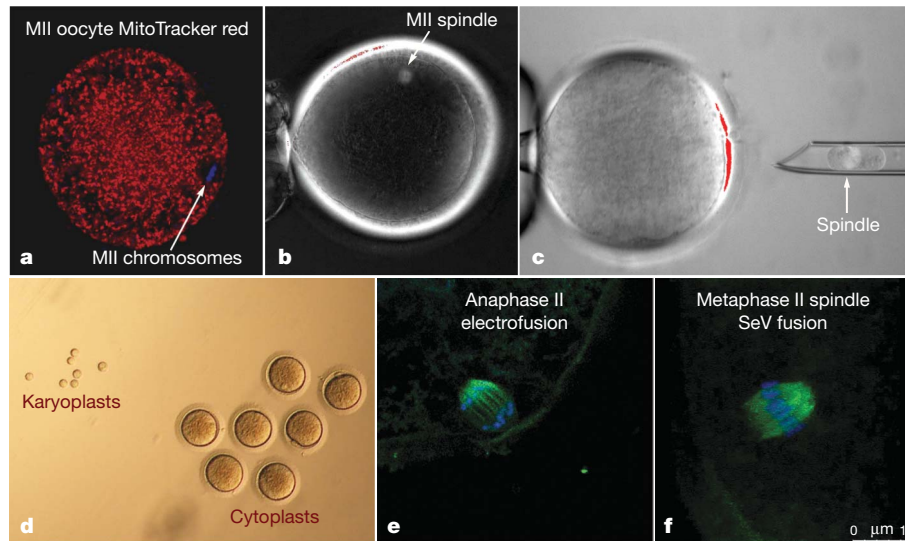 MII oocyte MitoTracker red
MII chromosomes
a
MII spindle
b
Spindle
c
Karyoplasts
Cytoplasts
d
Anaphase II
electrofusion
e
Metaphase II spindle
SeV fusion
f
0 μm 1